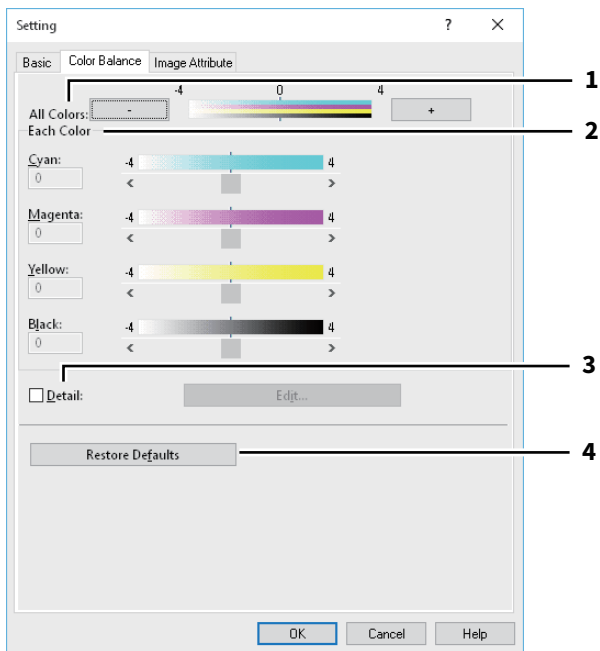 Setting ? ×
Basic Color Balance Image Attribute
-4 0 4
1
All Colors: - +
Each Color
2
Cyan: -4 4
0 < >
Magenta: -4 4
0 < >
Yellow: -4 4
0 < >
Black: -4 4
0 < >
3
Detail: Edit...
Restore Defaults
4
OK Cancel Help